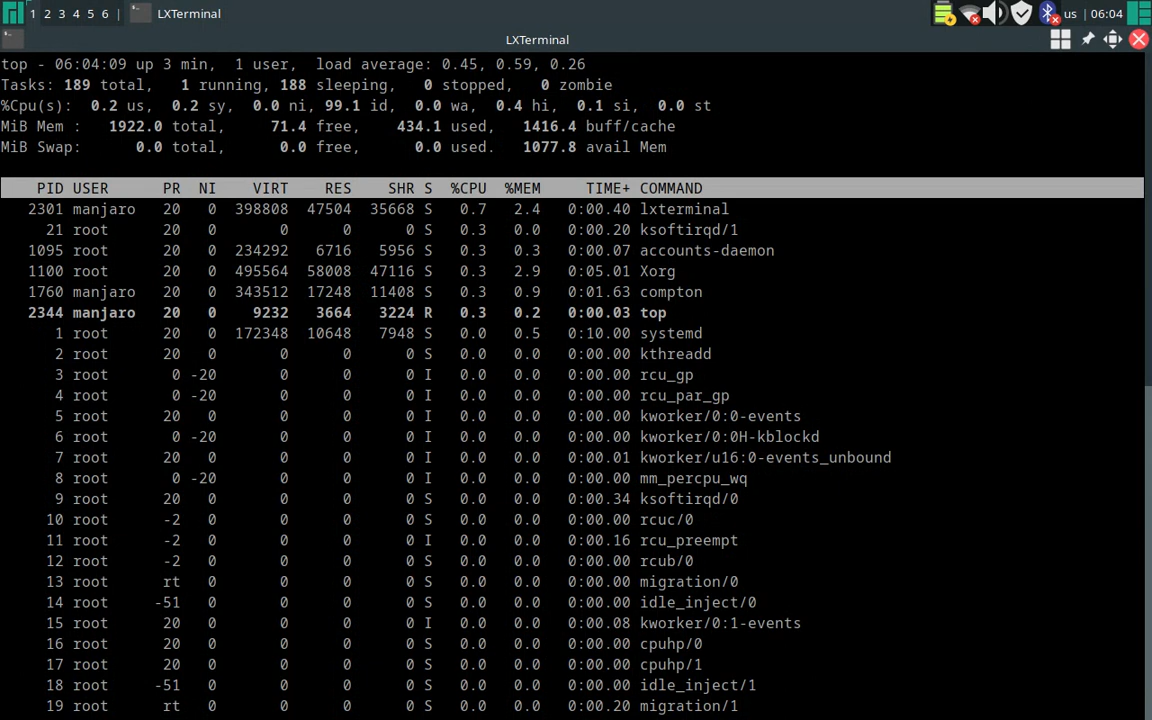 1 2 3 4 5 6 | LXTerminal us | 06:04
LXTerminal
top - 06:04:09 up 3 min,  1 user,  load average: 0.45, 0.59, 0.26
Tasks: 189 total,   1 running, 188 sleeping,   0 stopped,   0 zombie
%Cpu(s):  0.2 us,  0.2 sy,  0.0 ni, 99.1 id,  0.0 wa,  0.4 hi,  0.1 si,  0.0 st
MiB Mem :   1922.0 total,     71.4 free,    434.1 used,   1416.4 buff/cache
MiB Swap:      0.0 total,      0.0 free,      0.0 used.   1077.8 avail Mem
PID USER      PR  NI    VIRT    RES    SHR S  %CPU  %MEM     TIME+ COMMAND
2301 manjaro   20   0  398808  47504  35668 S   0.7   2.4   0:00.40 lxterminal
21 root      20   0       0      0      0 S   0.3   0.0   0:00.20 ksoftirqd/1
1095 root      20   0  234292   6716   5956 S   0.3   0.3   0:00.07 accounts-daemon
1100 root      20   0  495564  58008  47116 S   0.3   2.9   0:05.01 Xorg
1760 manjaro   20   0  343512  17248  11408 S   0.3   0.9   0:01.63 compton
2344 manjaro   20   0    9232   3664   3224 R   0.3   0.2   0:00.03 top
1 root      20   0  172348  10648   7948 S   0.0   0.5   0:10.00 systemd
2 root      20   0       0      0      0 S   0.0   0.0   0:00.00 kthreadd
3 root       0 -20       0      0      0 I   0.0   0.0   0:00.00 rcu_gp
4 root       0 -20       0      0      0 I   0.0   0.0   0:00.00 rcu_par_gp
5 root      20   0       0      0      0 I   0.0   0.0   0:00.00 kworker/0:0-events
6 root       0 -20       0      0      0 I   0.0   0.0   0:00.00 kworker/0:0H-kblockd
7 root      20   0       0      0      0 I   0.0   0.0   0:00.01 kworker/u16:0-events_unbound
8 root       0 -20       0      0      0 I   0.0   0.0   0:00.00 mm_percpu_wq
9 root      20   0       0      0      0 S   0.0   0.0   0:00.34 ksoftirqd/0
10 root      -2   0       0      0      0 S   0.0   0.0   0:00.00 rcuc/0
11 root      -2   0       0      0      0 I   0.0   0.0   0:00.16 rcu_preempt
12 root      -2   0       0      0      0 S   0.0   0.0   0:00.00 rcub/0
13 root      rt   0       0      0      0 S   0.0   0.0   0:00.00 migration/0
14 root     -51   0       0      0      0 S   0.0   0.0   0:00.00 idle_inject/0
15 root      20   0       0      0      0 I   0.0   0.0   0:00.08 kworker/0:1-events
16 root      20   0       0      0      0 S   0.0   0.0   0:00.00 cpuhp/0
17 root      20   0       0      0      0 S   0.0   0.0   0:00.00 cpuhp/1
18 root     -51   0       0      0      0 S   0.0   0.0   0:00.00 idle_inject/1
19 root      rt   0       0      0      0 S   0.0   0.0   0:00.20 migration/1